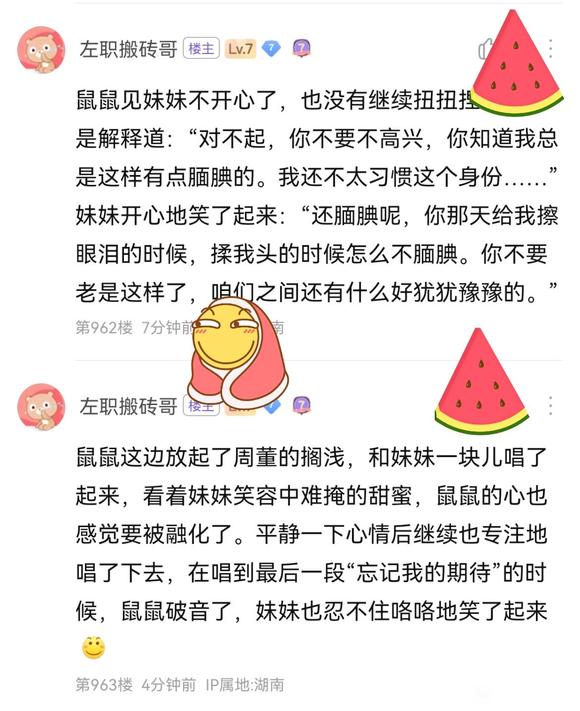 左职搬砖哥 楼主 Lv.7 7
鼠鼠见妹妹不开心了，也没有继续扭扭捏
是解释道：“对不起，你不要不高兴，你知道我总
是这样有点腼腆的。我还不太习惯这个身份……”
妹妹开心地笑了起来：“还腼腆呢，你那天给我擦
眼泪的时候，揉我头的时候怎么不腼腆。你不要
老是这样了，咱们之间还有什么好犹犹豫豫的。”
第962楼 7分钟前 南
左职搬砖哥 楼主 7
鼠鼠这边放起了周董的搁浅，和妹妹一块儿唱了
起来，看着妹妹笑容中难掩的甜蜜，鼠鼠的心也
感觉要被融化了。平静一下心情后继续也专注地
唱了下去，在唱到最后一段“忘记我的期待”的时
候，鼠鼠破音了，妹妹也忍不住咯咯地笑了起来
第963楼 4分钟前 IP属地:湖南